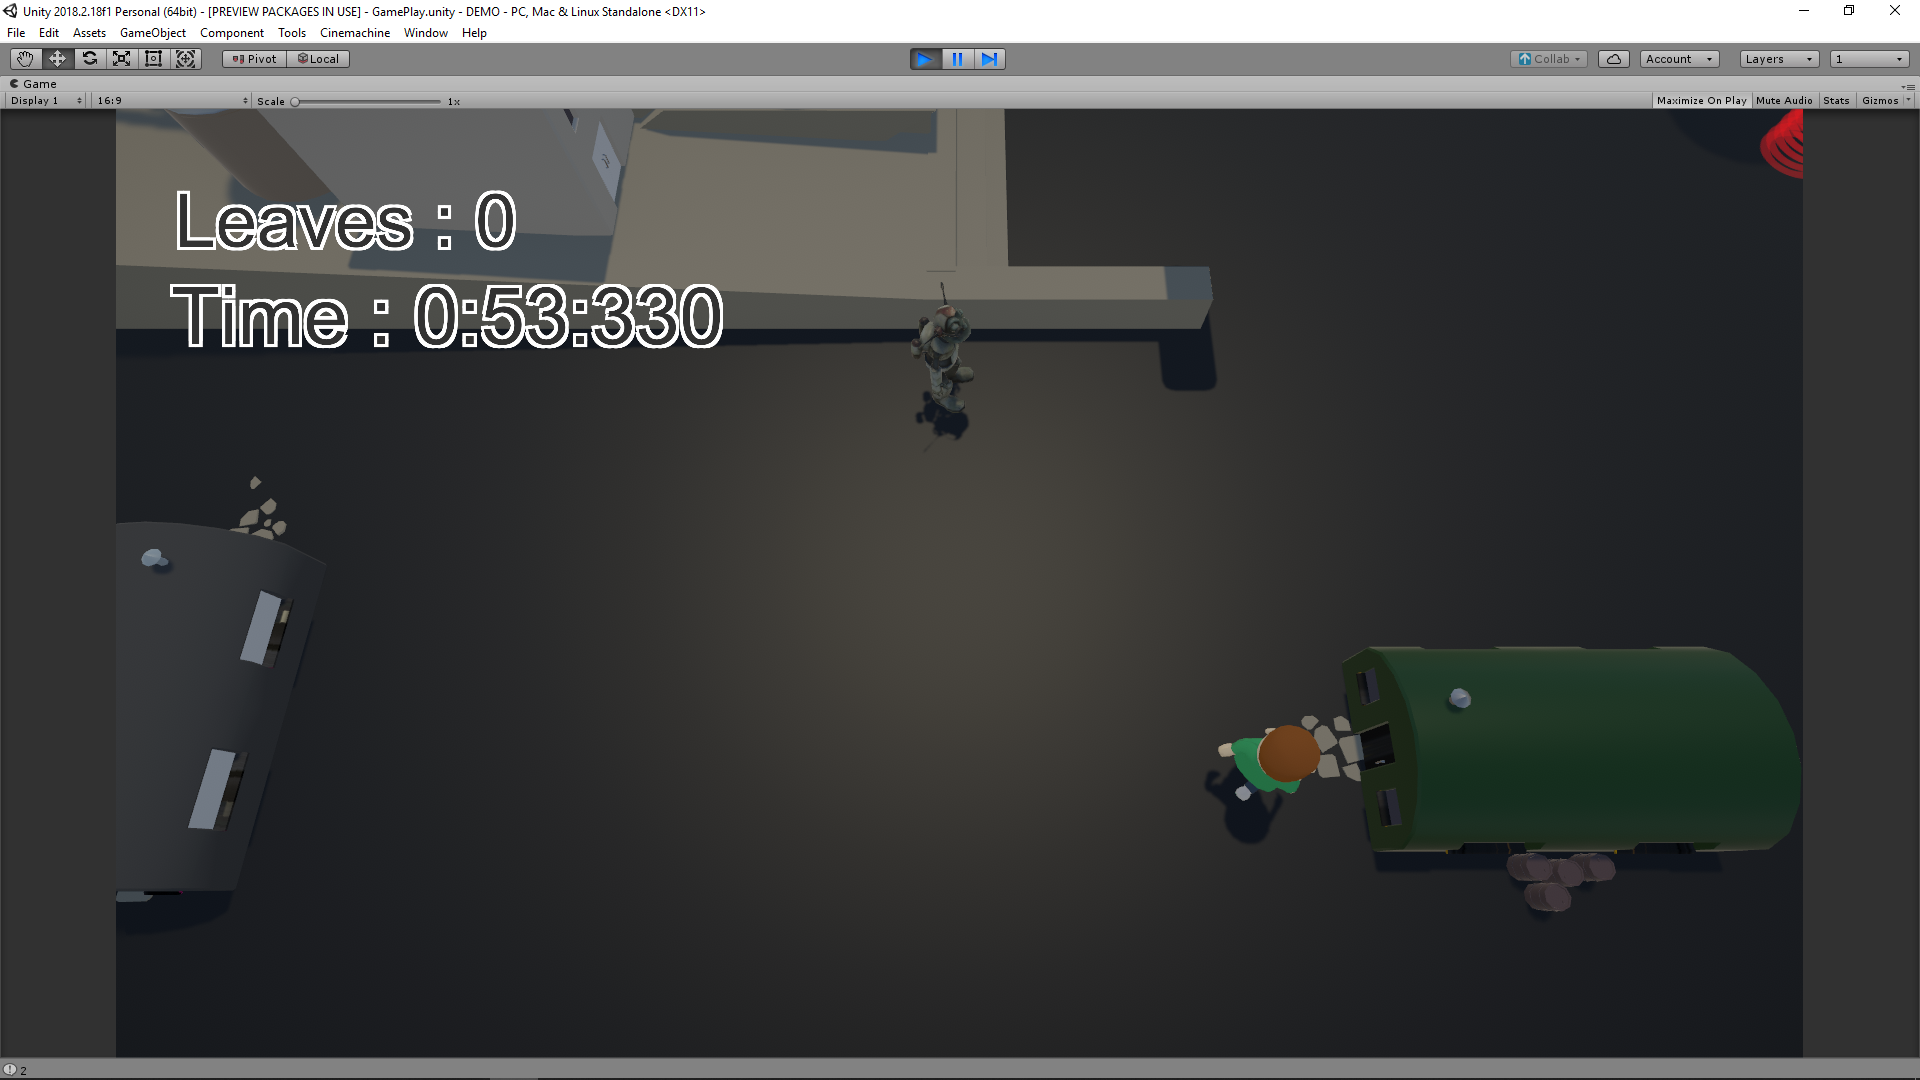 Unity 2018.2.18f1 Personal (64bit) - [PREVIEW PACKAGES IN USE] - GamePlay.unity - DEMO - PC, Mac & Linux Standalone <DX11>
File Edit Assets GameObject Component Tools Cinemachine Window Help
Pivot Local Collab Account Layers 1
Game
Display 1 16:9 Scale 1x Maximize On Play Mute Audio Stats Gizmos
Leaves : 0
Time : 0:53:330
2